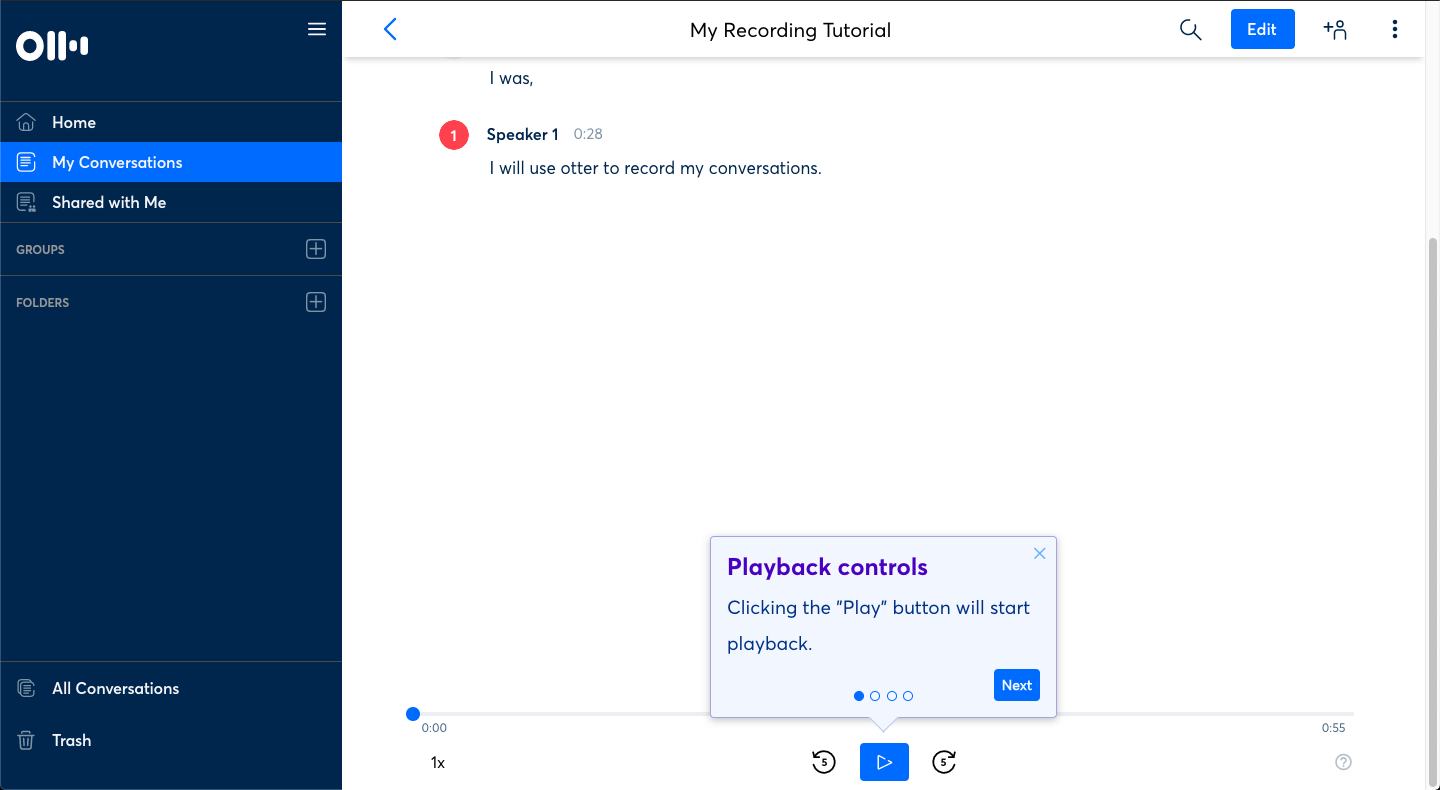 Home
My Conversations
Shared with Me
GROUPS
FOLDERS
All Conversations
Trash
My Recording Tutorial
Edit
I was,
1 Speaker 1 0:28
I will use otter to record my conversations.
Playback controls
Clicking the "Play" button will start
playback.
Next
0:00 0:55
1x 5 5 ?